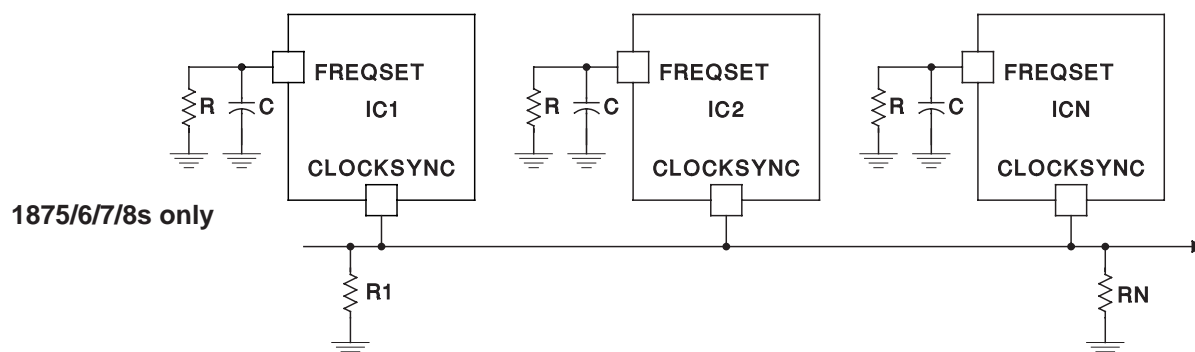 FREQSET
FREQSET
FREQSET
R
C
IC1
R
C
IC2
R
C
ICN
CLOCKSYNC
CLOCKSYNC
CLOCKSYNC
1875/6/7/8s only
R1
RN